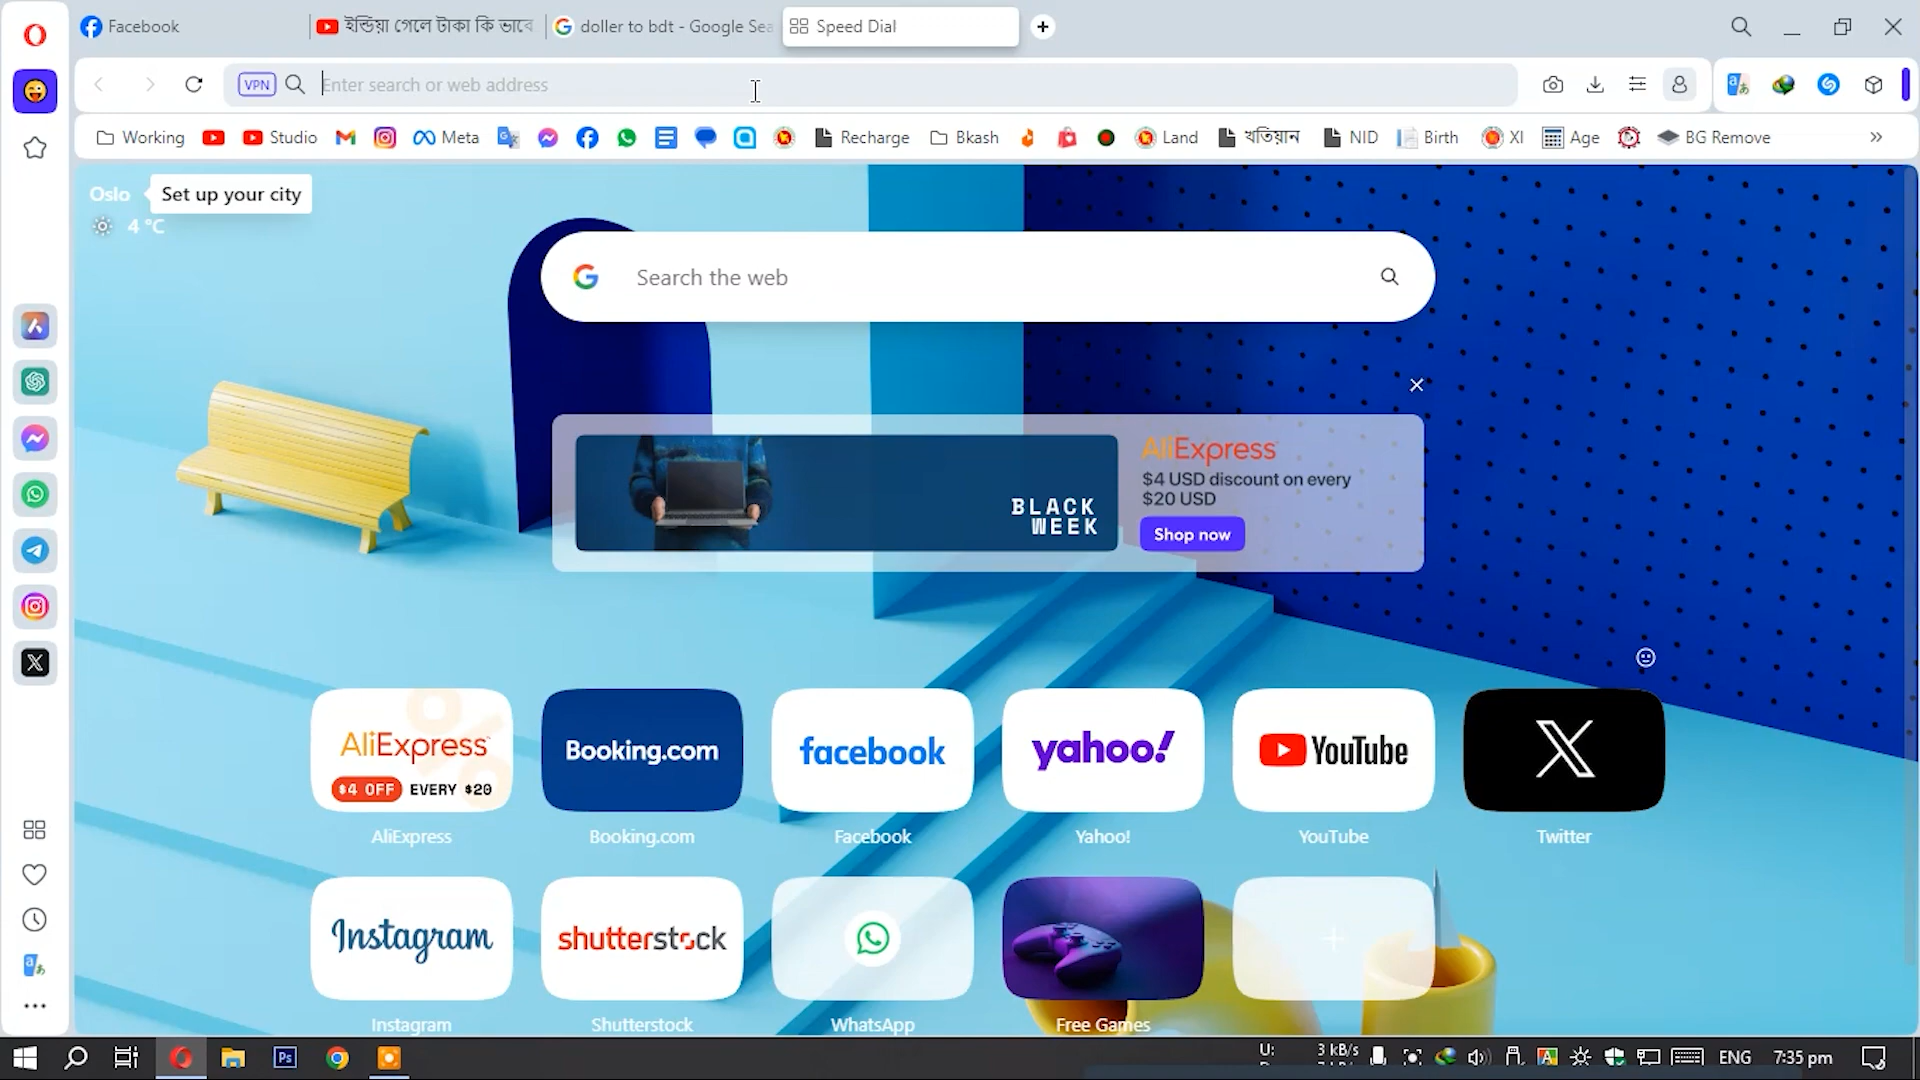 Facebook
ইন্ডিয়া গেলে টাকা কি ভাবে
doller to bdt - Google Sea
Speed Dial
VPN
Enter search or web address
Working
Studio
Meta
Recharge
Bkash
Land
খতিয়ান
NID
Birth
XI
Age
BG Remove
Oslo
Set up your city
4 °C
Search the web
BLACK
WEEK
AliExpress
$4 USD discount on every
$20 USD
Shop now
AliExpress
$4 OFF EVERY $20
Booking.com
facebook
yahoo!
YouTube
AliExpress
Booking.com
Facebook
Yahoo!
YouTube
Twitter
Instagram
shutterstock
Instagram
Shutterstock
WhatsApp
Free Games
Ps
U: 3 kB/s
ENG
7:35 pm